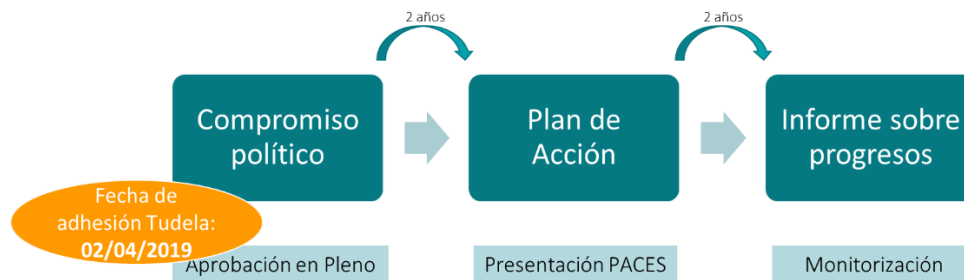 2 años
2 años
Compromiso
político
Plan de
Acción
Informe sobre
progresos
Fecha de
adhesión Tudela:
02/04/2019
Aprobación en Pleno
Presentación PACES
Monitorización